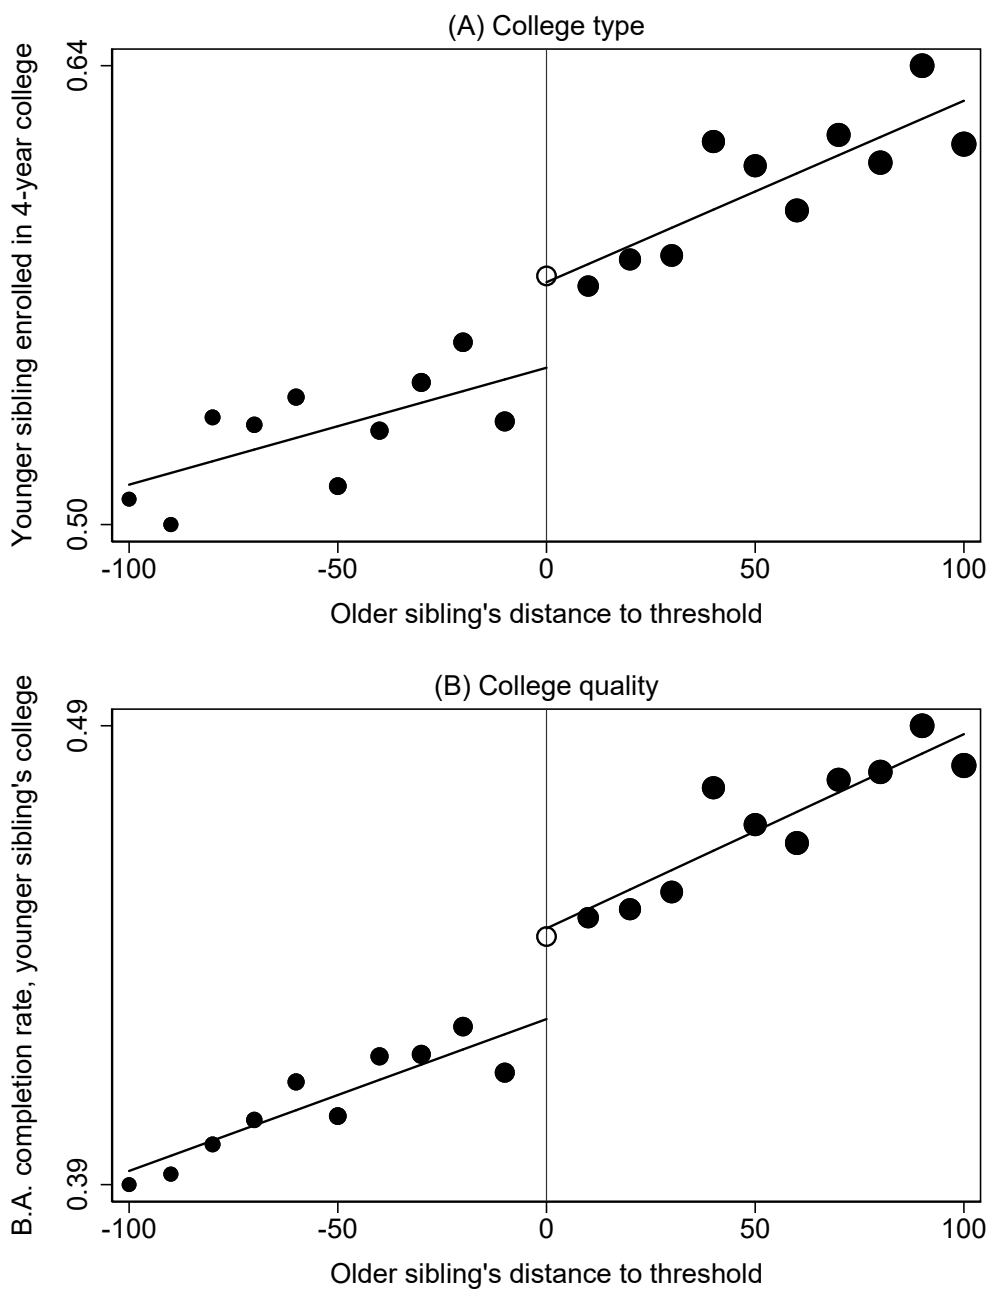 (A) College type
Younger sibling enrolled in 4-year college
0.64
0.50
-100 -50 0 50 100
Older sibling's distance to threshold
(B) College quality
B.A. completion rate, younger sibling's college
0.49
0.39
-100 -50 0 50 100
Older sibling's distance to threshold